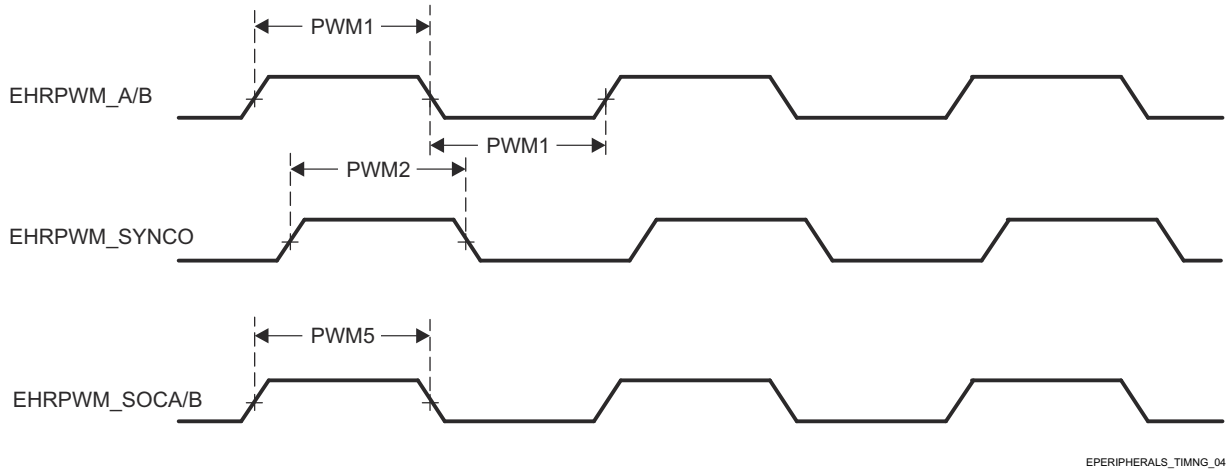 PWM1
EHRPWM_A/B
PWM1
PWM2
EHRPWM_SYNCO
PWM5
EHRPWM_SOCA/B
EPERIPHERALS_TIMNG_04